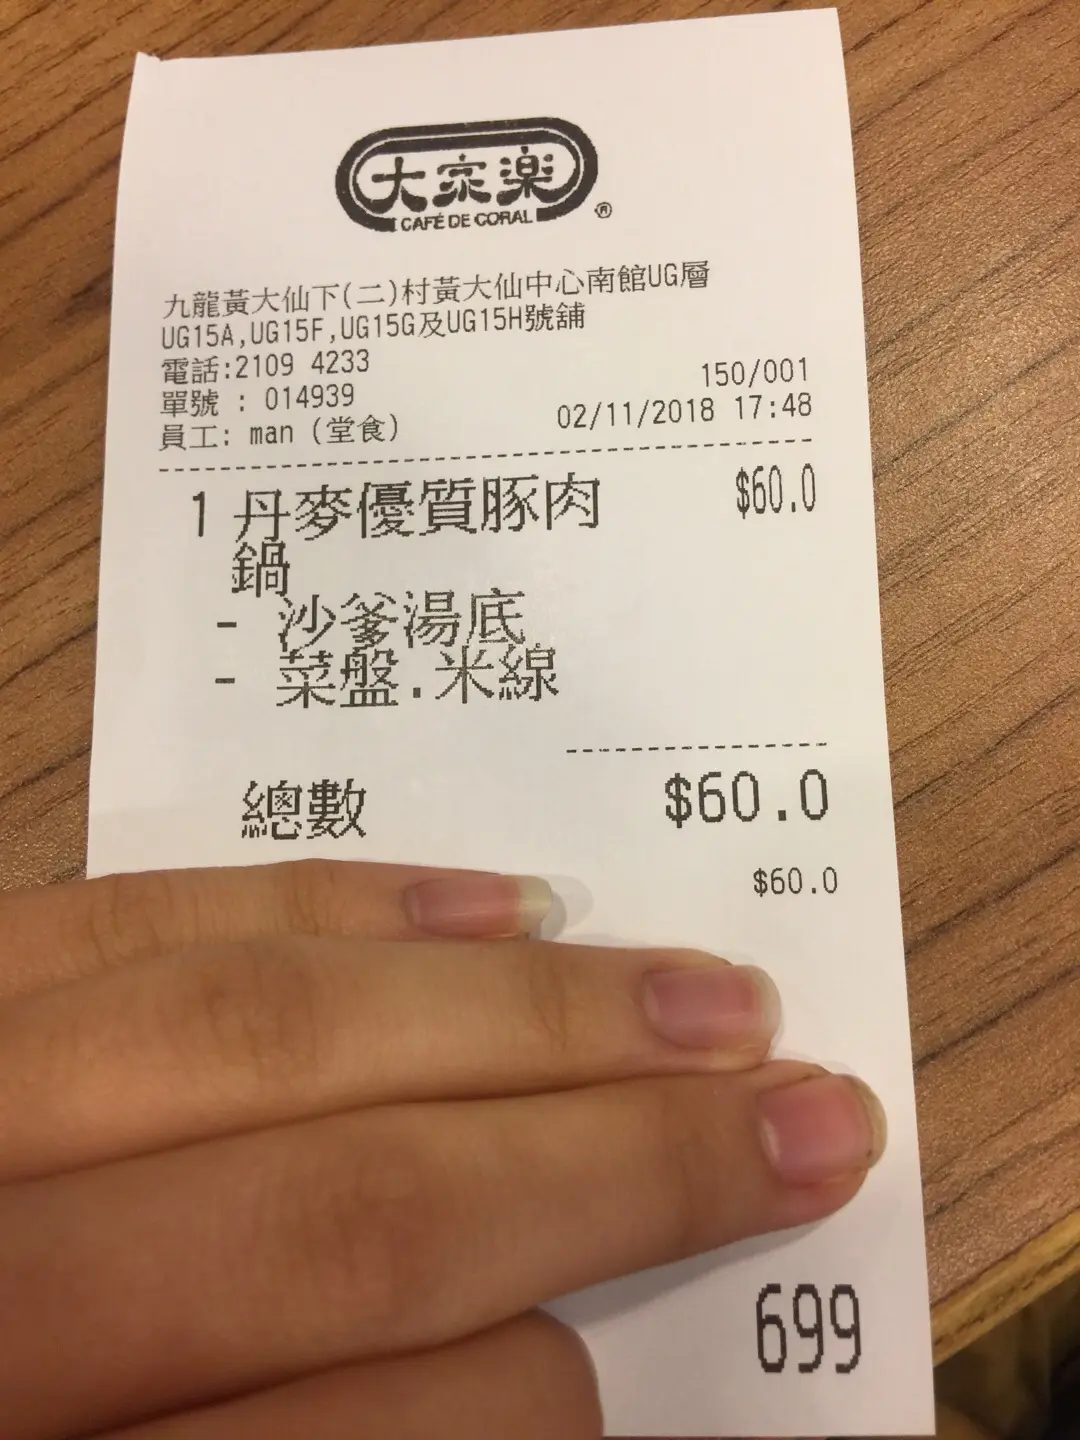 大家樂
CAFÉ DE CORAL ®
九龍黃大仙下(二)村黃大仙中心南館UG層
UG15A,UG15F,UG15G及UG15H號舖
電話:2109 4233
單號 : 014939 150/001
員工: man (堂食) 02/11/2018 17:48
1 丹麥優質豚肉 $60.0
鍋
- 沙爹湯底
- 菜盤.米線
總數 $60.0
$60.0
699